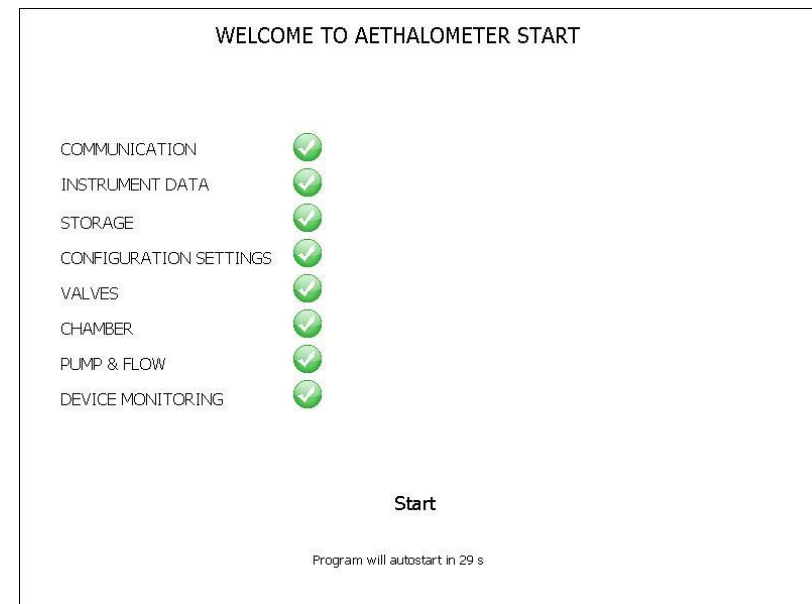 WELCOME TO AETHALOMETER START
COMMUNICATION
INSTRUMENT DATA
STORAGE
CONFIGURATION SETTINGS
VALVES
CHAMBER
PUMP & FLOW
DEVICE MONITORING
Start
Program will autostart in 29 s